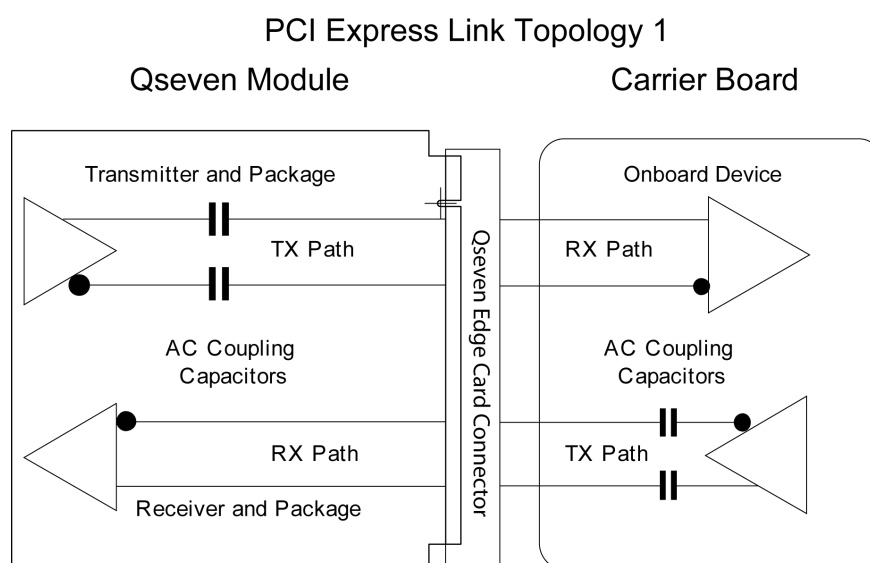 PCI Express Link Topology 1
Qseven Module
Carrier Board
Transmitter and Package
Onboard Device
TX Path
RX Path
Qseven Edge Card Connector
AC Coupling
Capacitors
AC Coupling
Capacitors
RX Path
TX Path
Receiver and Package